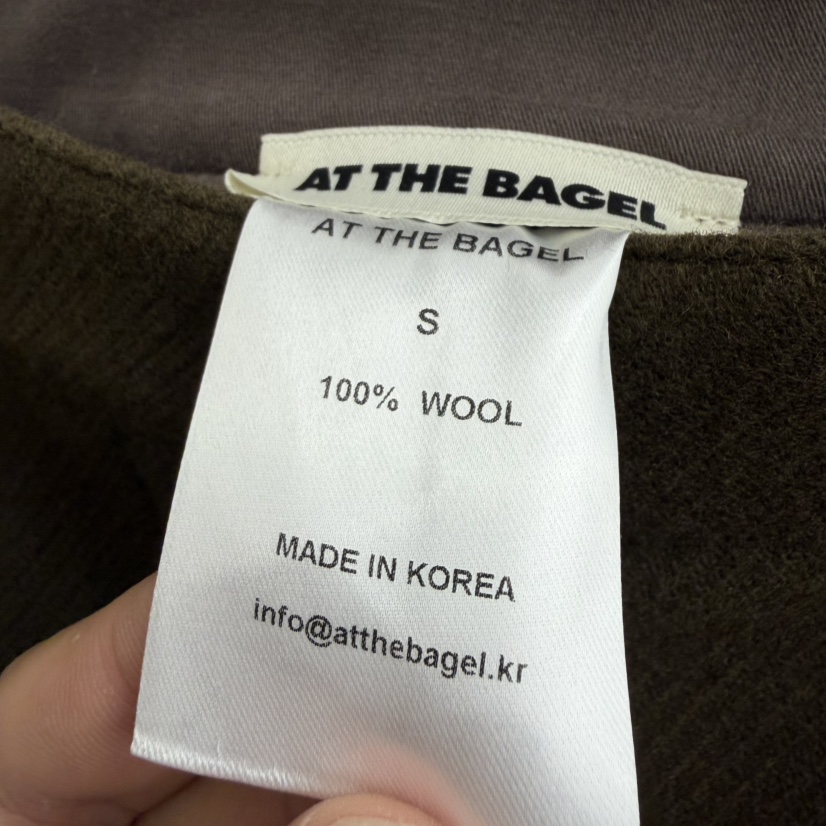 AT THE BAGEL
AT THE BAGEL
S
100% WOOL
MADE IN KOREA
info@atthebagel.kr